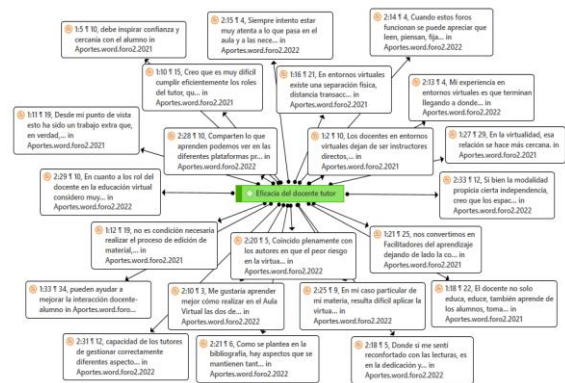 1:5 ¶ 10, debe inspirar confianza y
cercanía con el alumno in
Aportes.word.foro2.2021
2:15 ¶ 4, Siempre intento estar
muy atenta a lo que pasa en el
aula y a las nece... in
Aportes.word.foro2.2022
2:14 ¶ 4, Cuando estos foros
funcionan se puede apreciar que
leen, piensan, fija... in
Aportes.word.foro2.2022
1:10 ¶ 15, Creo que es muy difícil
cumplir eficientemente los roles
del tutor, qu... in
Aportes.word.foro2.2021
1:16 ¶ 21, En entornos virtuales
existe una separación física,
distancia transacc... in
Aportes.word.foro2.2021
2:13 ¶ 4, Mi experiencia en
entornos virtuales es que terminan
llegando a donde... in
Aportes.word.foro2.2022
1:11 ¶ 19, Desde mi punto de vista
esto ha sido un trabajo extra que,
en verdad,... in
Aportes.word.foro2.2021
2:28 ¶ 10, Comparten lo que
aprenden podemos ver en
las diferentes plataformas pr... in
Aportes.word.foro2.2022
1:2 ¶ 10, Los docentes en entornos
virtuales dejan de ser instructores
directos,... in
Aportes.word.foro2.2021
1:27 ¶ 29, En la virtualidad, esa
relación se hace más cercana. in
Aportes.word.foro2.2021
2:29 ¶ 10, En cuanto a los rol del
docente en la educación virtual
considero muy... in
Aportes.word.foro2.2022
Eficacia del docente tutor
2:33 ¶ 12, Si bien la modalidad
propicia cierta independencia,
creo que los espac... in
Aportes.word.foro2.2022
1:12 ¶ 19, no es condición necesaria
realizar el proceso de edición de
material,... in
Aportes.word.foro2.2021
2:20 ¶ 5, Coincido plenamente con
los autores en que el peor riesgo
en la virtua... in
Aportes.word.foro2.2022
1:21 ¶ 25, nos convertimos en
Facilitadores del aprendizaje
dejando de lado la co... in
Aportes.word.foro2.2021
1:33 ¶ 34, pueden ayudar a
mejorar la interacción docente-
alumno in Aportes.word.foro...
2:10 ¶ 3, Me gustaría aprender
mejor cómo realizar en el Aula
Virtual las dos de...
in Aportes.word.foro2.2022
2:25 ¶ 9, En mi caso particular de
mi materia, resulta difícil aplicar la
virtua... in
Aportes.word.foro2.2022
1:18 ¶ 22, El docente no solo
educa, educe, también aprende de
los alumnos, toma...
in Aportes.word.foro2.2021
2:31 ¶ 12, capacidad de los tutores
de gestionar correctamente
diferentes aspecto... in
Aportes.word.foro2.2022
2:21 ¶ 6, Como se plantea en la
bibliografía, hay aspectos que se
mantienen tant... in
Aportes.word.foro2.2022
2:18 ¶ 5, Donde si me sentí
reconfortado con las lecturas, es
en la dedicación y... in
Aportes.word.foro2.2022